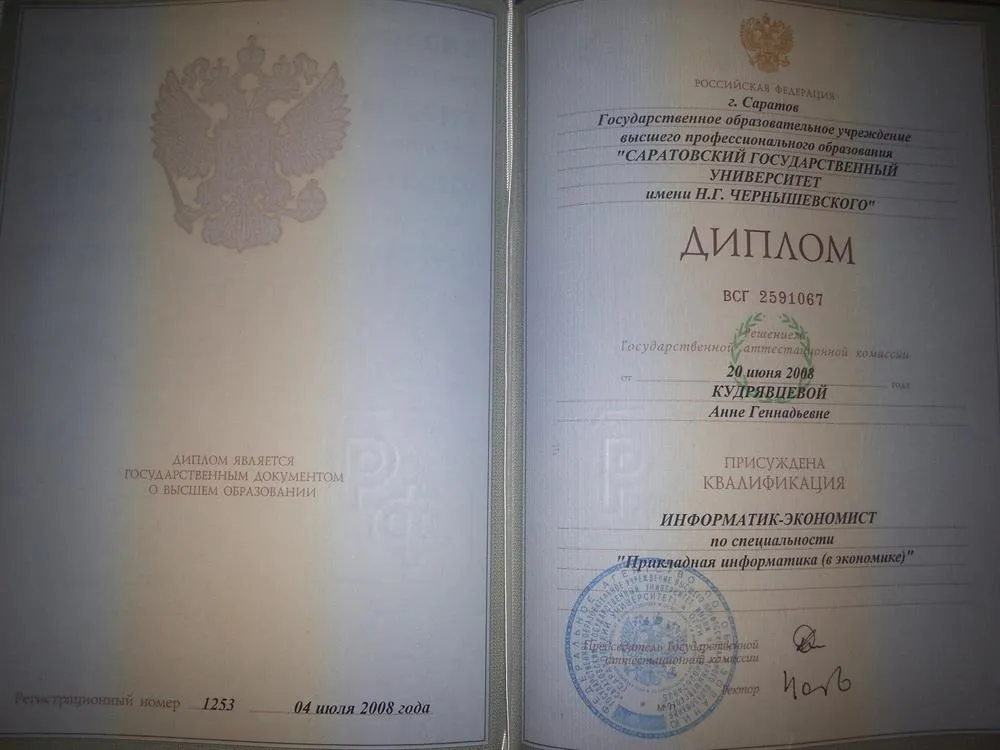 ДИПЛОМ ЯВЛЯЕТСЯ
ГОСУДАРСТВЕННЫМ ДОКУМЕНТОМ
О ВЫСШЕМ ОБРАЗОВАНИИ
Регистрационный номер 1253 04 июля 2008 года
РОССИЙСКАЯ ФЕДЕРАЦИЯ
г. Саратов
Государственное образовательное учреждение
высшего профессионального образования
"САРАТОВСКИЙ ГОСУДАРСТВЕННЫЙ
УНИВЕРСИТЕТ
имени Н.Г. ЧЕРНЫШЕВСКОГО"
ДИПЛОМ
ВСГ 2591067
Решением
Государственной аттестационной комиссии
от 20 июня 2008 года
КУДРЯВЦЕВОЙ
Анне Геннадьевне
ПРИСУЖДЕНА
КВАЛИФИКАЦИЯ
ИНФОРМАТИК-ЭКОНОМИСТ
по специальности
"Прикладная информатика (в экономике)"
Председатель Государственной
аттестационной комиссии
Ректор